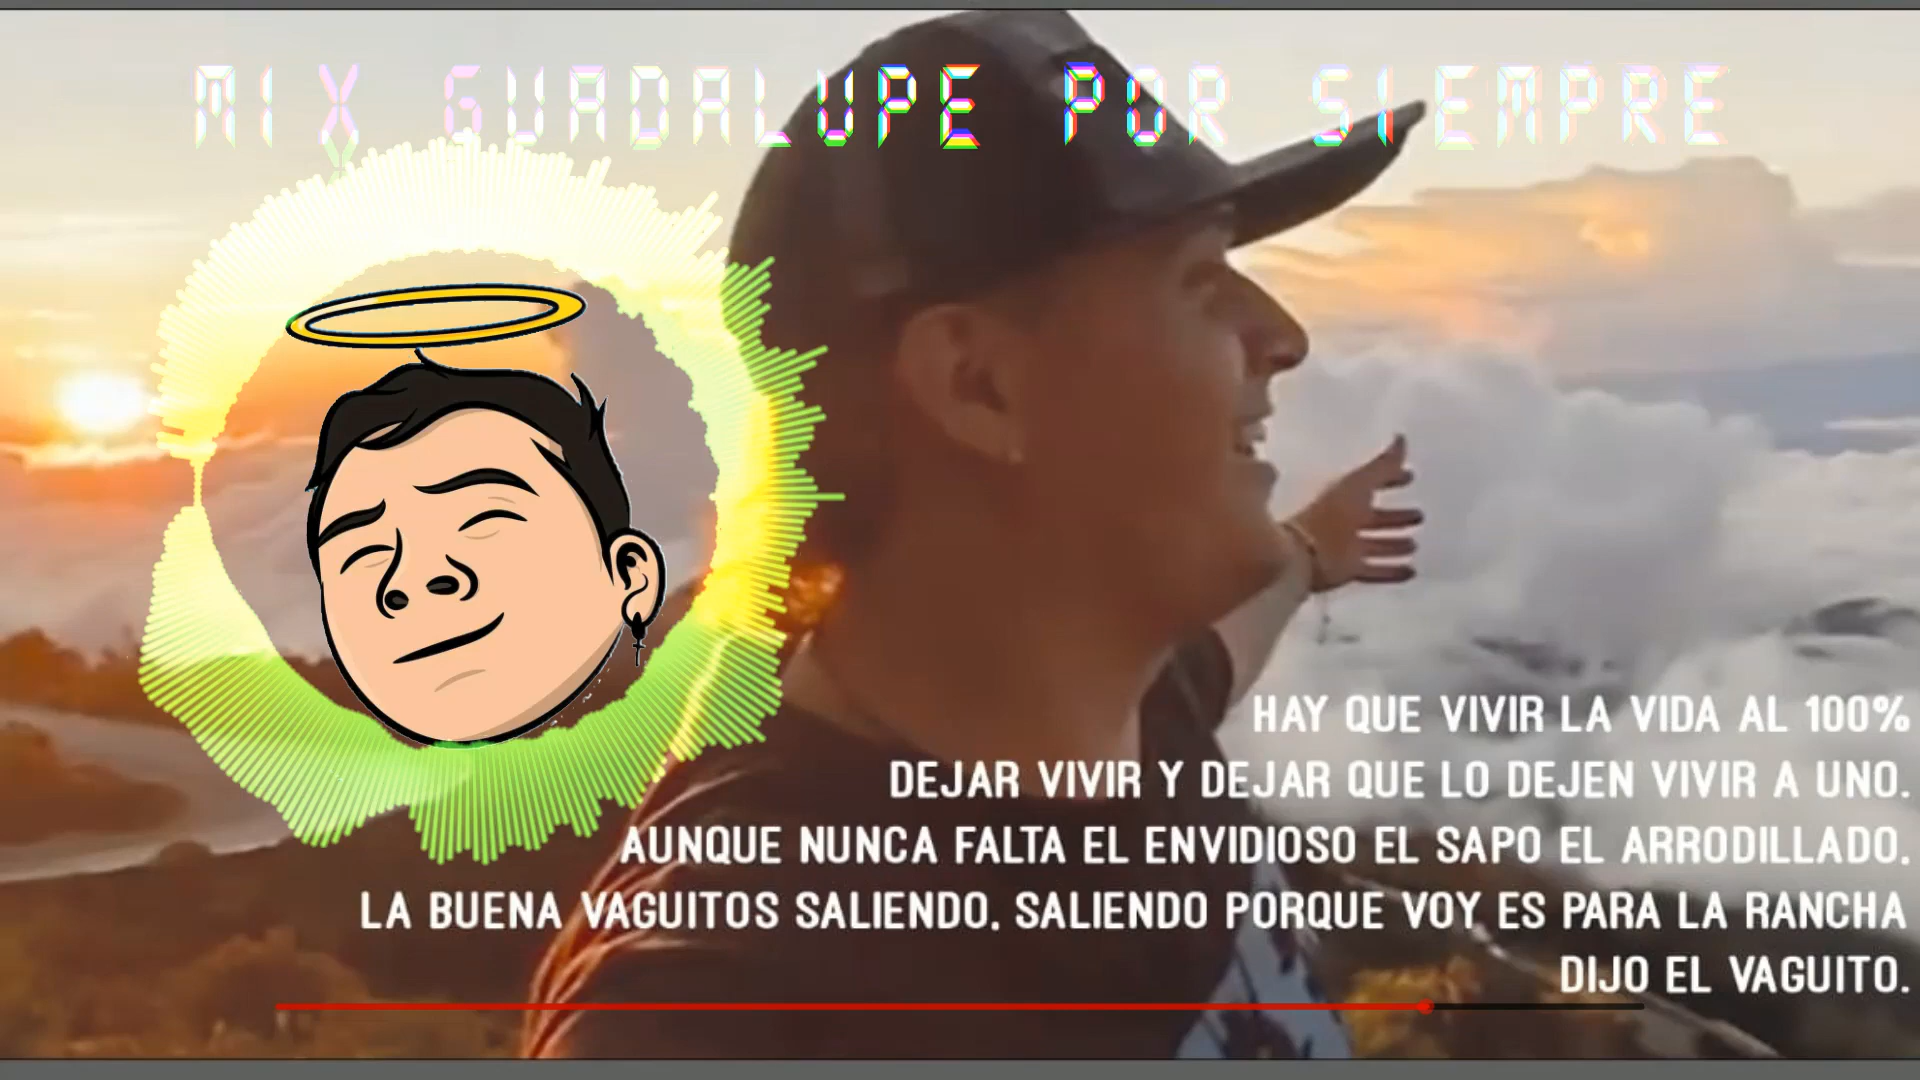 MIX GUADALUPE POR SIEMPRE
HAY QUE VIVIR LA VIDA AL 100%
DEJAR VIVIR Y DEJAR QUE LO DEJEN VIVIR A UNO.
AUNQUE NUNCA FALTA EL ENVIDIOSO EL SAPO EL ARRODILLADO.
LA BUENA VAGUITOS SALIENDO. SALIENDO PORQUE VOY ES PARA LA RANCHA
DIJO EL VAGUITO.